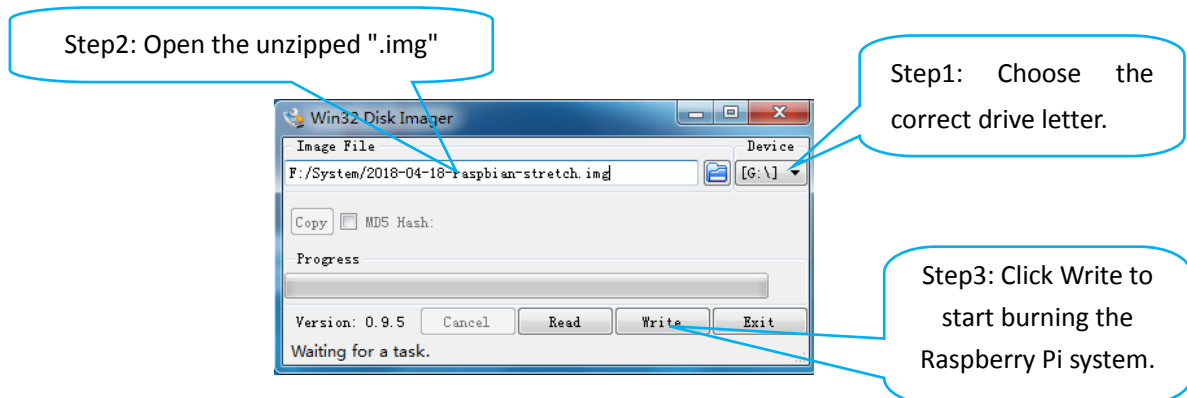 Step2: Open the unzipped ".img"
Step1: Choose the
correct drive letter.
Win32 Disk Imager
Image File
Device
F:/System/2018-04-18-raspbian-stretch.img
[G:\]
Copy
MD5 Hash:
Progress
Version: 0.9.5
Cancel
Read
Write
Exit
Waiting for a task.
Step3: Click Write to
start burning the
Raspberry Pi system.